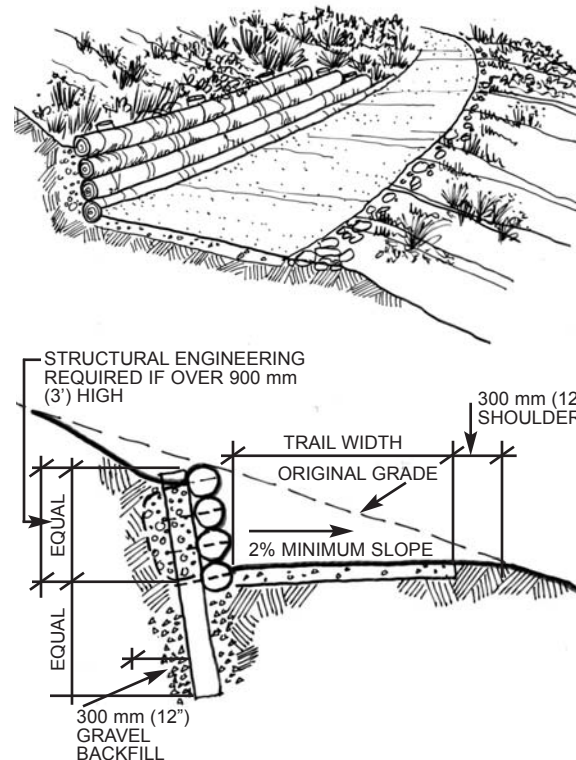 STRUCTURAL ENGINEERING
REQUIRED IF OVER 900 mm
(3') HIGH
300 mm (12
SHOULDER
TRAIL WIDTH
ORIGINAL GRADE
EQUAL
2% MINIMUM SLOPE
EQUAL
300 mm (12”)
GRAVEL
BACKFILL